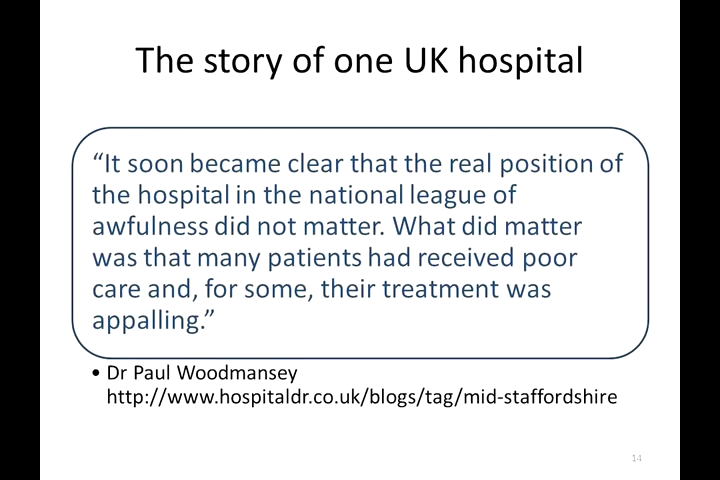 The story of one UK hospital
“It soon became clear that the real position of
the hospital in the national league of
awfulness did not matter. What did matter
was that many patients had received poor
care and, for some, their treatment was
appalling.”
• Dr Paul Woodmansey
http://www.hospitaldr.co.uk/blogs/tag/mid-staffordshire
14